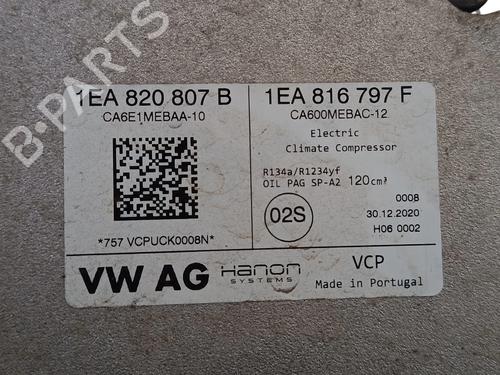 1EA 820 807 B
CA6E1MEBAA-10
*757 VCPUCK0008N*
1EA 816 797 F
CA600MEBAC-12
Electric
Climate Compressor
R134a/R1234yf
OIL PAG SP-A2 120cm³
02S
0008
30.12.2020
H06 0002
VW AG
Hanon
SYSTEMS
VCP
Made in Portugal
B-PARTS